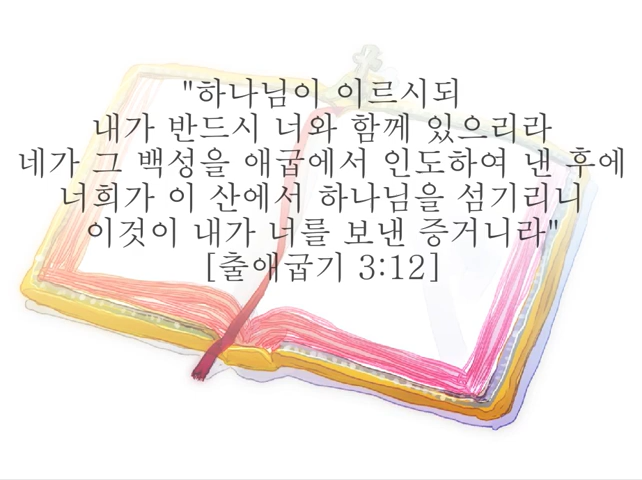 "하나님이 이르시되
내가 반드시 너와 함께 있으리라
네가 그 백성을 애굽에서 인도하여 낸 후에
너희가 이 산에서 하나님을 섬기리니
이것이 내가 너를 보낸 증거니라"
[출애굽기 3:12]